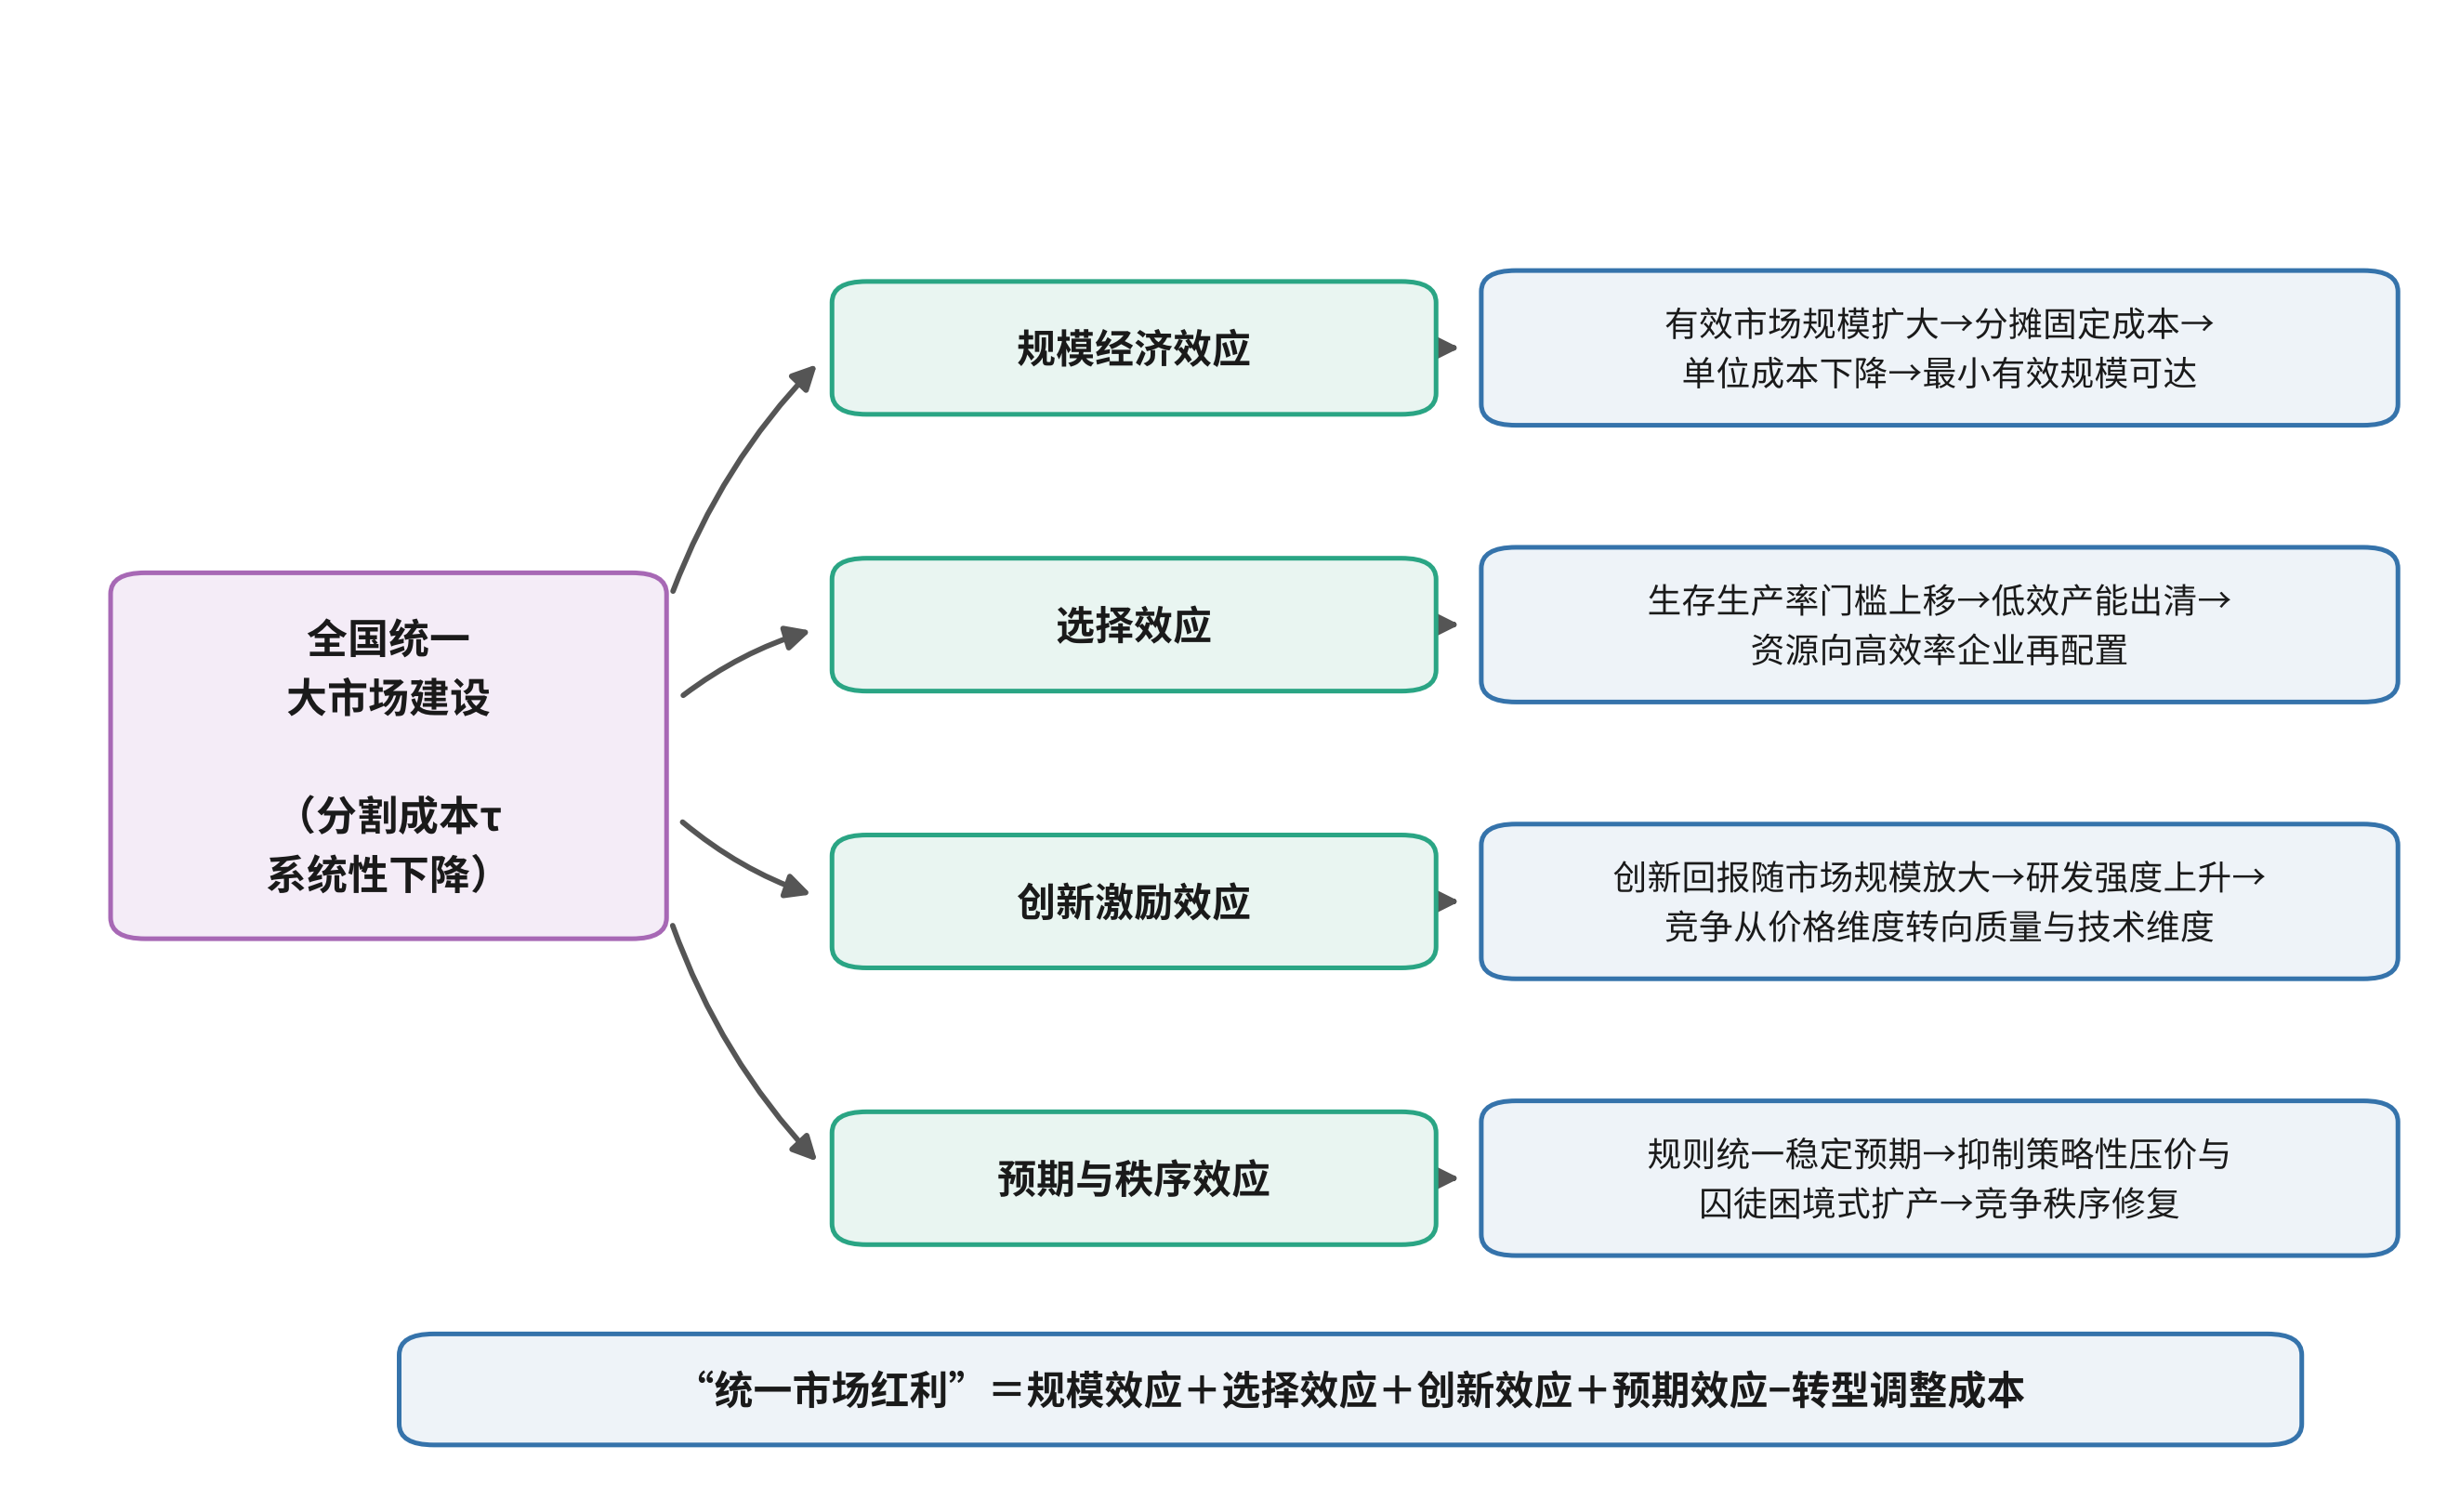 全国统一
大市场建设
（分割成本τ
系统性下降）
规模经济效应
有效市场规模扩大→分摊固定成本→
单位成本下降→最小有效规模可达
选择效应
生存生产率门槛上移→低效产能出清→
资源向高效率企业再配置
创新激励效应
创新回报随市场规模放大→研发强度上升→
竞争从价格维度转向质量与技术维度
预期与秩序效应
规则统一稳定预期→抑制策略性压价与
囚徒困境式扩产→竞争秩序修复
“统一市场红利”＝规模效应＋选择效应＋创新效应＋预期效应−转型调整成本